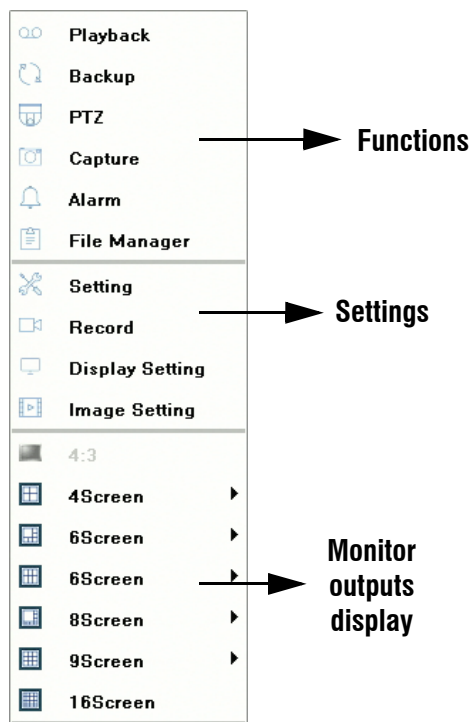 Playback
Backup
PTZ
Capture
Alarm
File Manager
Functions
Setting
Record
Display Setting
Image Setting
Settings
4:3
4Screen
6Screen
6Screen
8Screen
9Screen
16Screen
Monitor
outputs
display